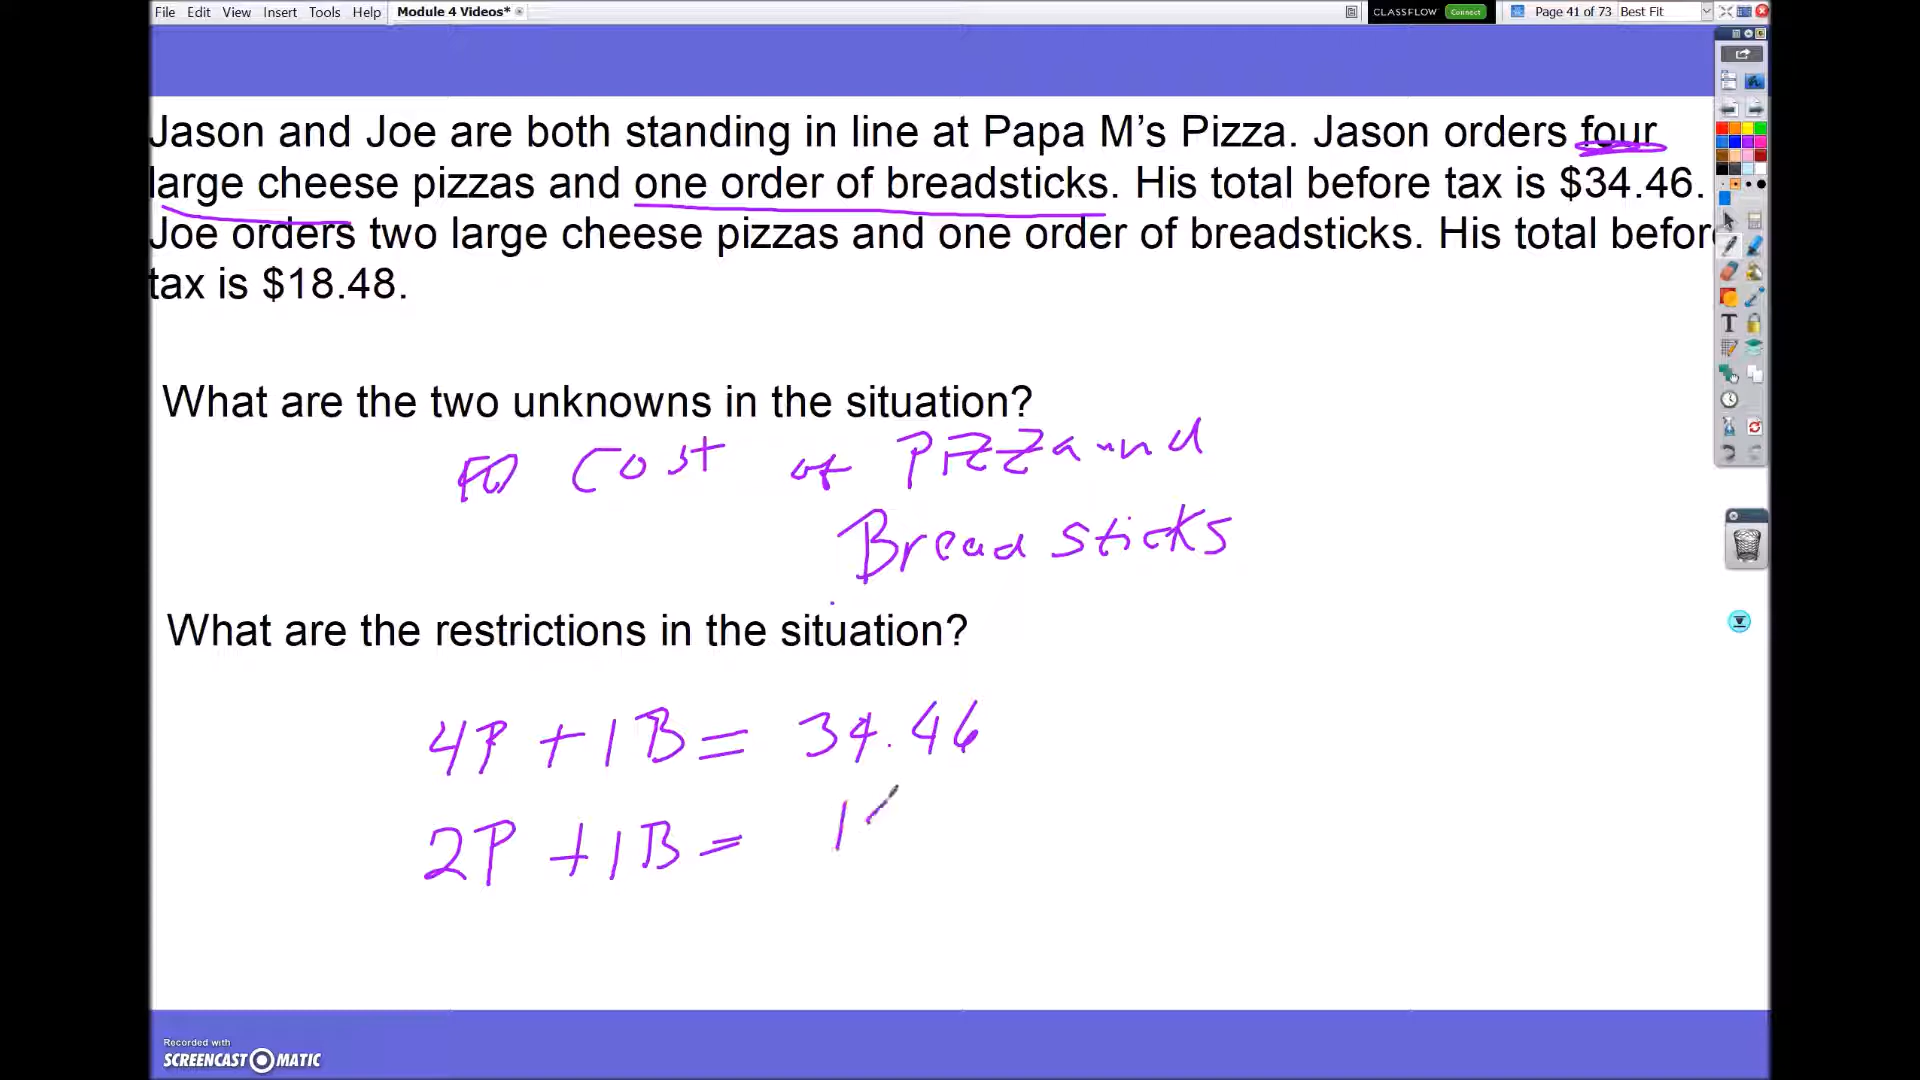 File Edit View Insert Tools Help Module 4 Videos* CLASSFLOW Connect Page 41 of 73 Best Fit
Jason and Joe are both standing in line at Papa M’s Pizza. Jason orders four
large cheese pizzas and one order of breadsticks. His total before tax is $34.46.
Joe orders two large cheese pizzas and one order of breadsticks. His total befor
tax is $18.48.
What are the two unknowns in the situation?
Cost of Pizza and
Breadsticks
What are the restrictions in the situation?
4P + 1B = 34.46
2P + 1B = 1
Recorded with
SCREENCAST MATIC